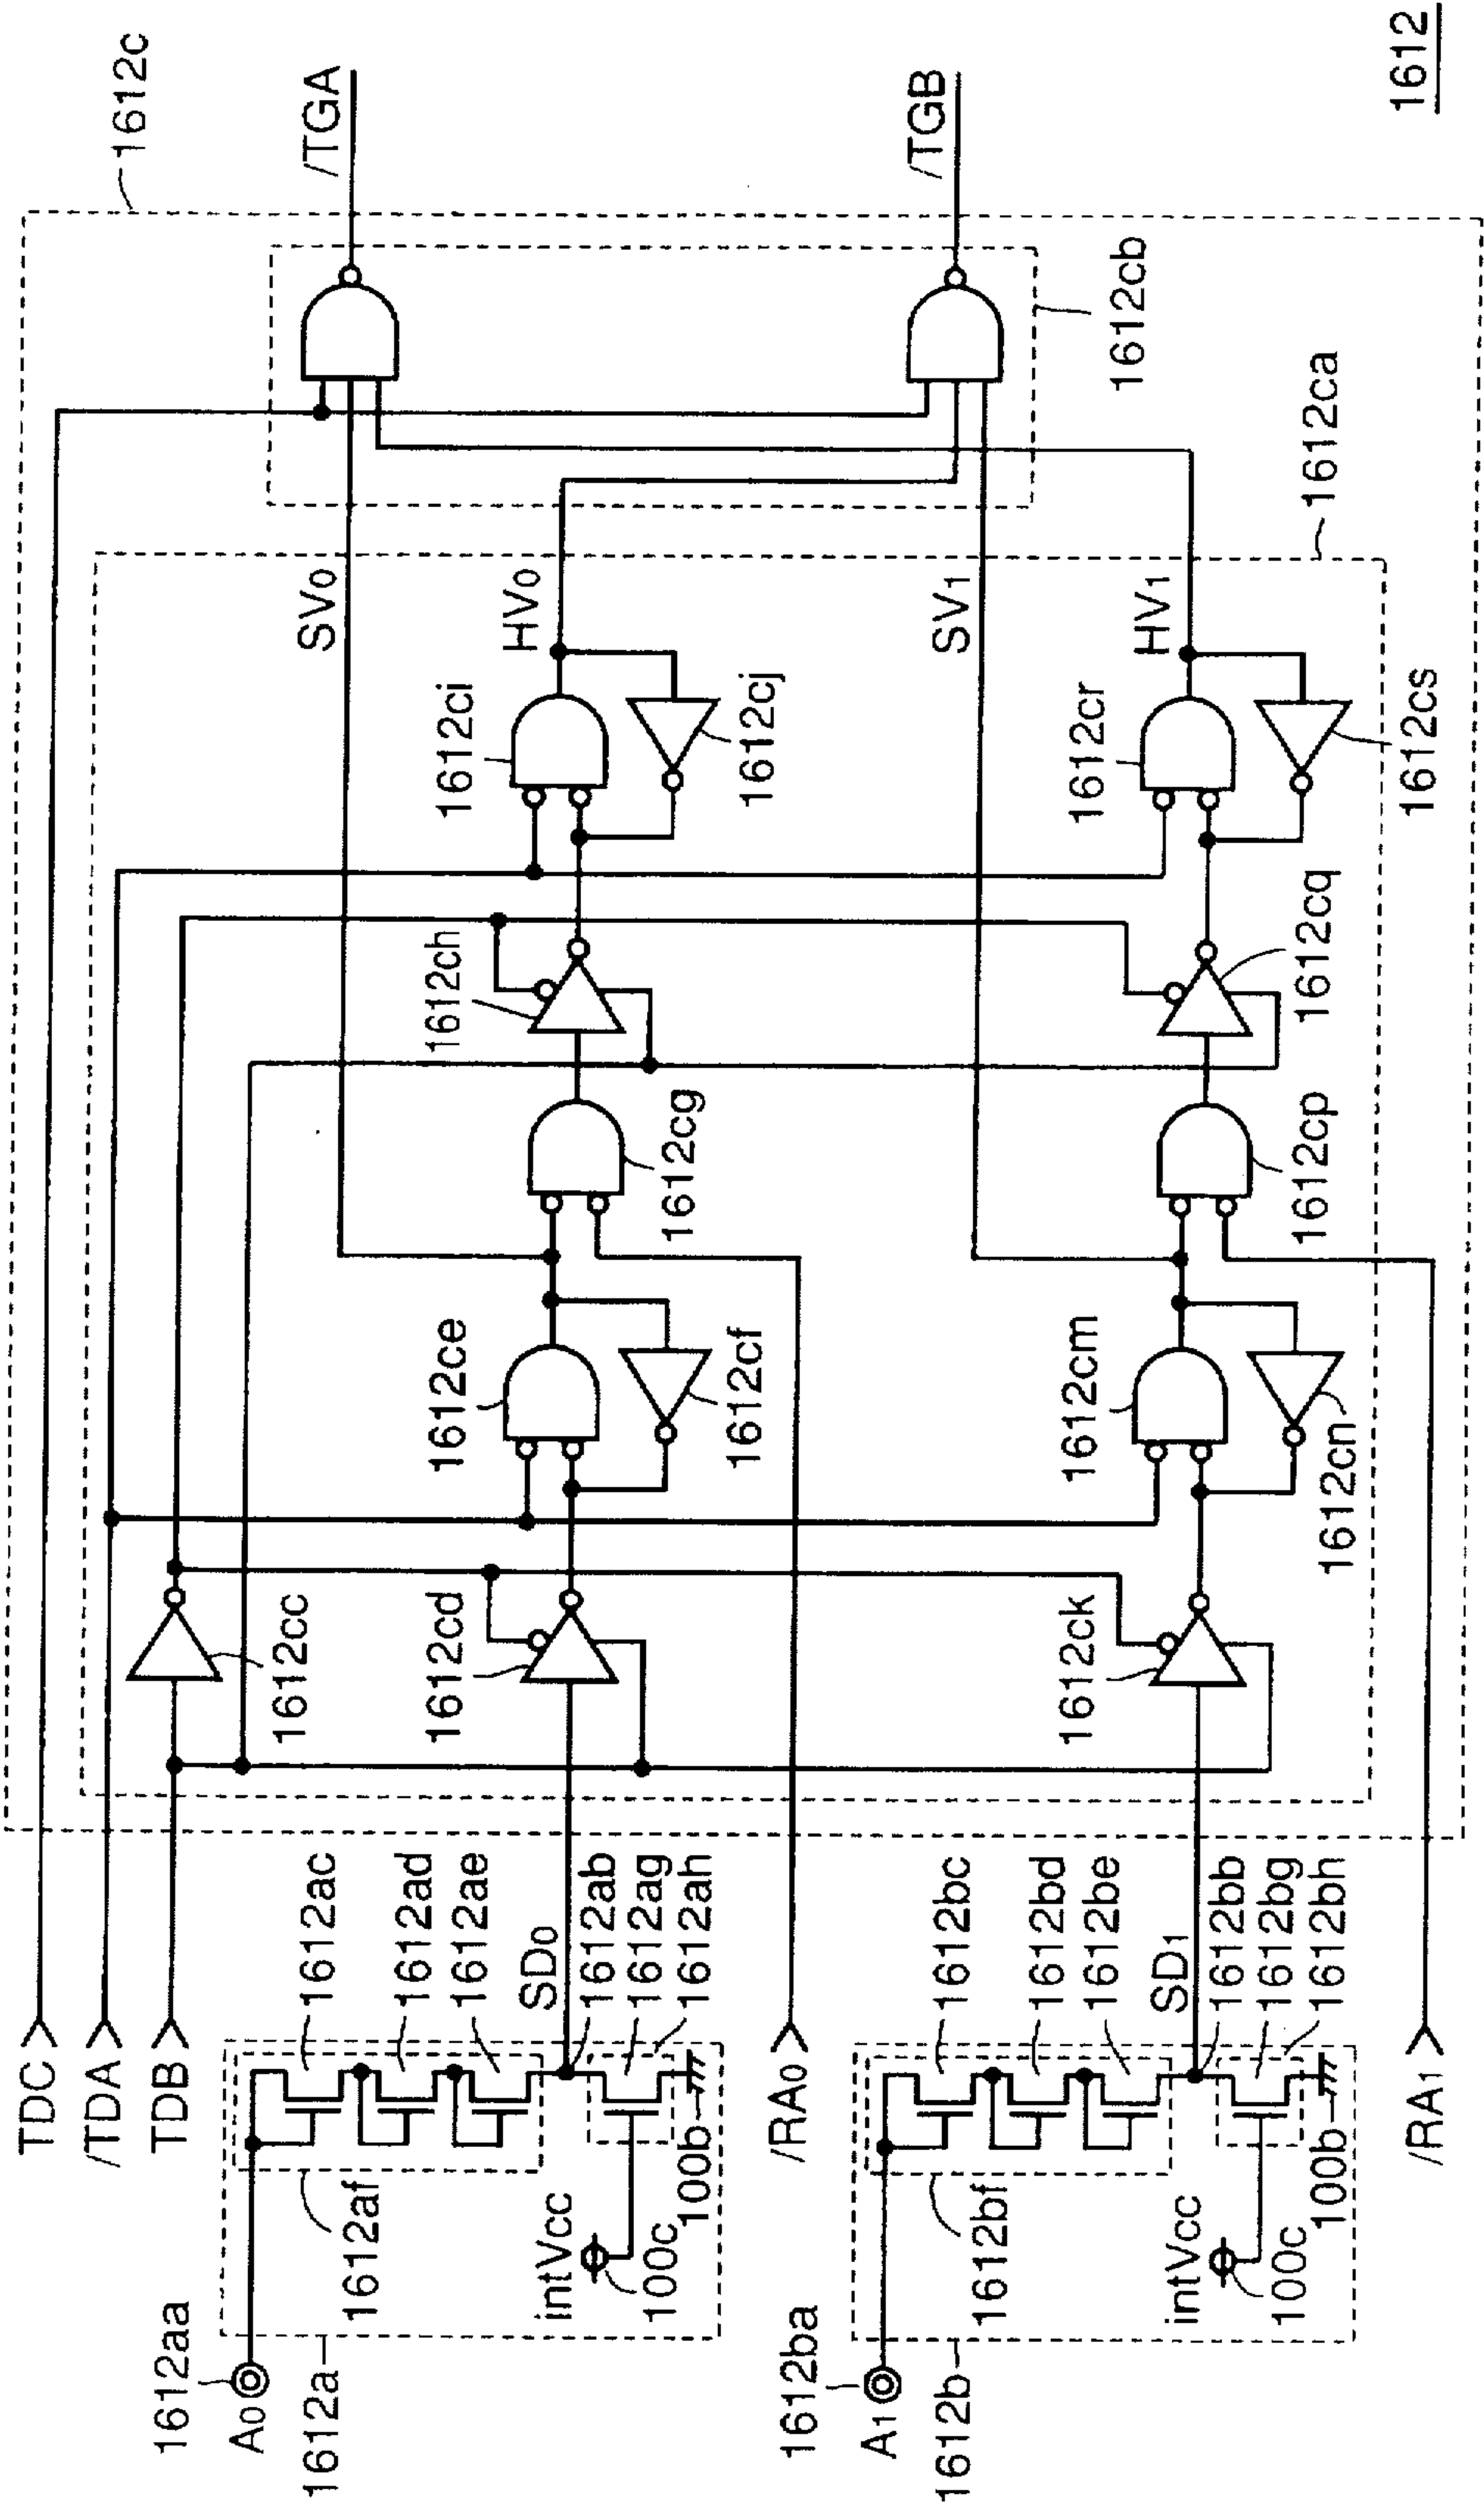 1612
1612c
/TGA
/TGB
1612cb
1612ca
SV0
HV0
SV1
HV1
1612ci
1612cj
1612cr
1612cs
1612ch
1612cq
1612cg
1612cp
1612ce
1612cf
1612cm
1612cn
1612cc
1612cd
1612ck
TDC
/TDA
TDB
1612ac
1612ad
1612ae
SD0
1612ab
1612ag
1612ah
/RA0
1612bc
1612bd
1612be
SD1
1612bb
1612bg
1612bh
/RA1
1612aa
A0
1612a
1612af
intVcc
100c
100b
1612ba
A1
1612b
1612bf
intVcc
100c
100b